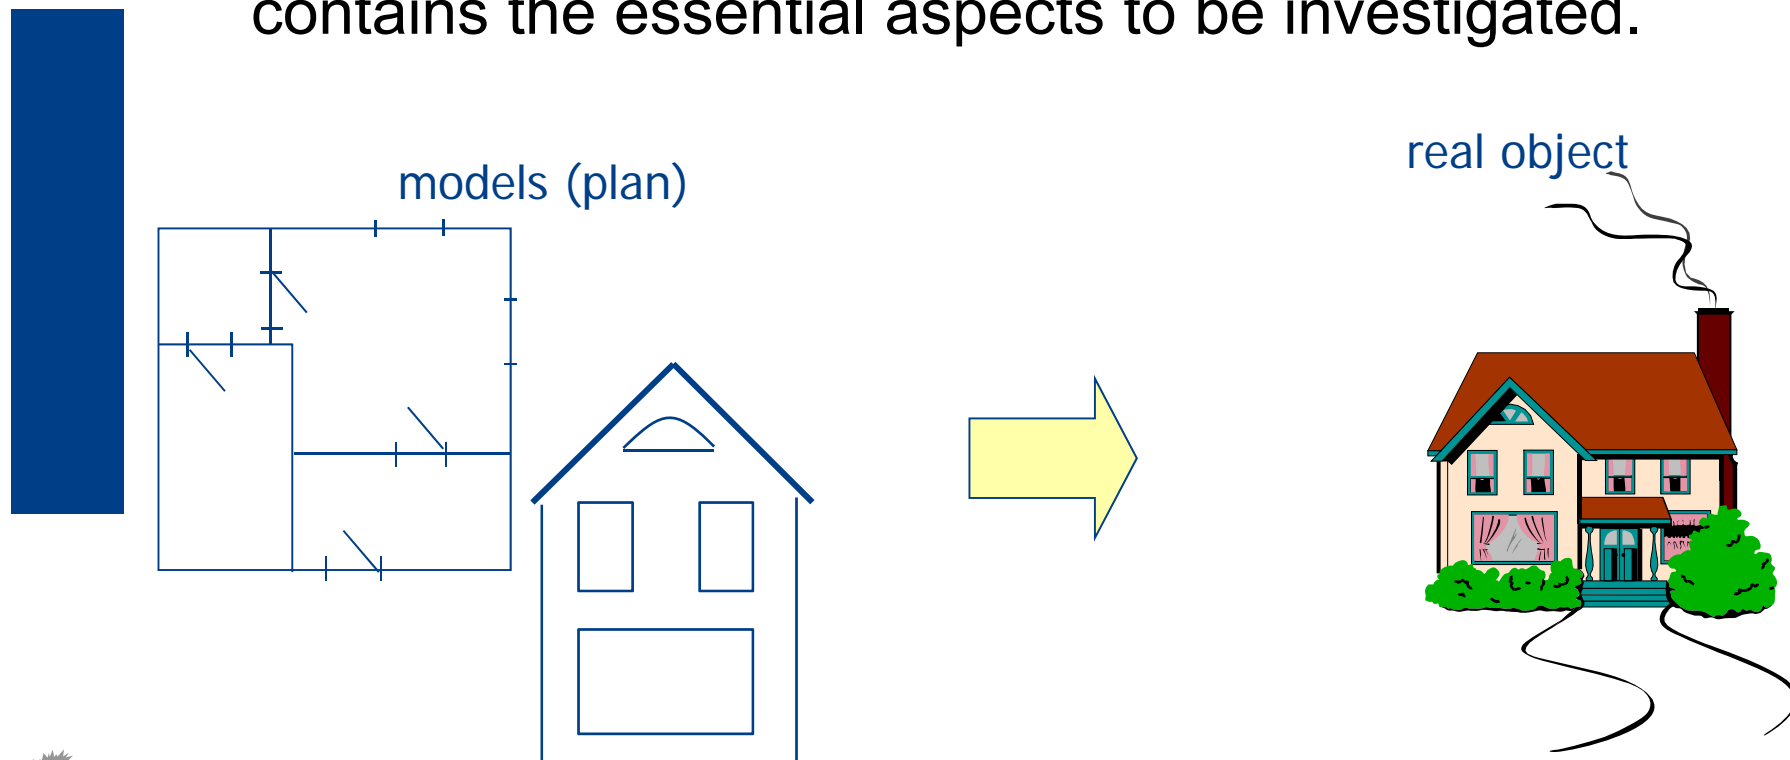 contains the essential aspects to be investigated.
real object
models (plan)